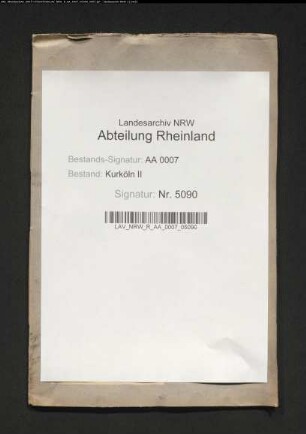 Landesarchiv NRW
Abteilung Rheinland
Bestands-Signatur: AA 0007
Bestand: Kurköln II
Signatur: Nr. 5090
LAV_NRW_R_AA_0007_05090